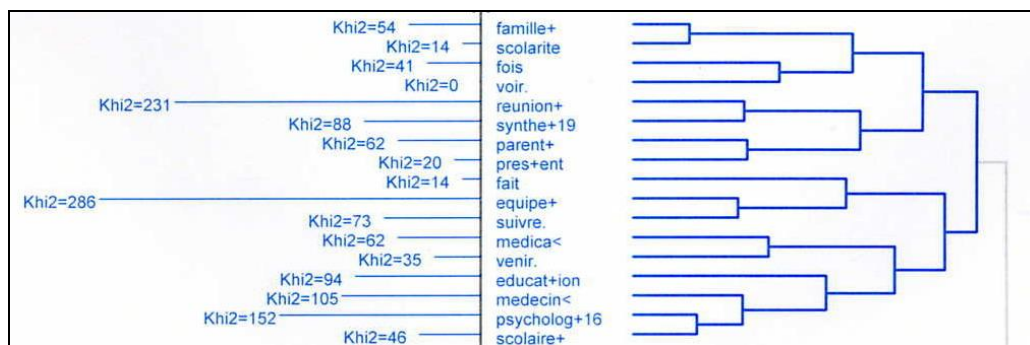 Khi2=54 famille+
Khi2=14 scolarite
Khi2=41 fois
Khi2=0 voir.
Khi2=231 reunion+
Khi2=88 synthe+19
Khi2=62 parent+
Khi2=20 pres+ent
Khi2=14 fait
Khi2=286 equipe+
Khi2=73 suivre.
Khi2=62 medica<
Khi2=35 venir.
Khi2=94 educat+ion
Khi2=105 medecin<
Khi2=152 psycholog+16
Khi2=46 scolaire+